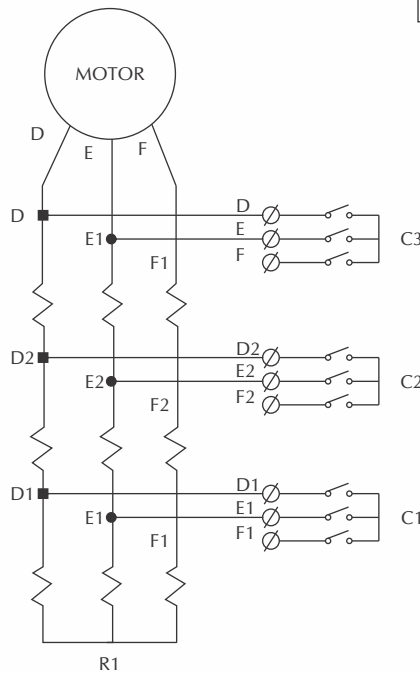 MOTOR
D E F
D D
E
E1 F C3
F1
D2 D2
E2
E2 F2 C2
F2
D1 D1
E1
E1 F1 C1
F1
R1